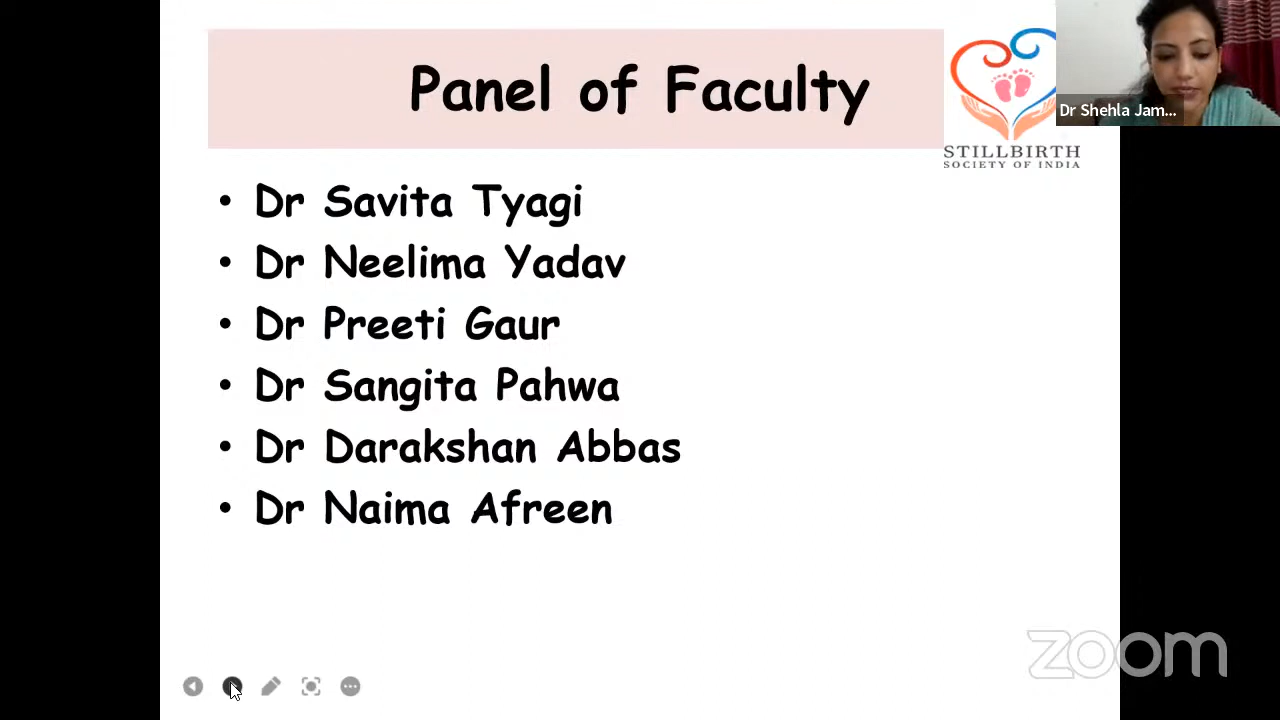 Panel of Faculty
STILLBIRTH
SOCIETY OF INDIA
Dr Shehla Jam...
• Dr Savita Tyagi
• Dr Neelima Yadav
• Dr Preeti Gaur
• Dr Sangita Pahwa
• Dr Darakshan Abbas
• Dr Naima Afreen
zoom